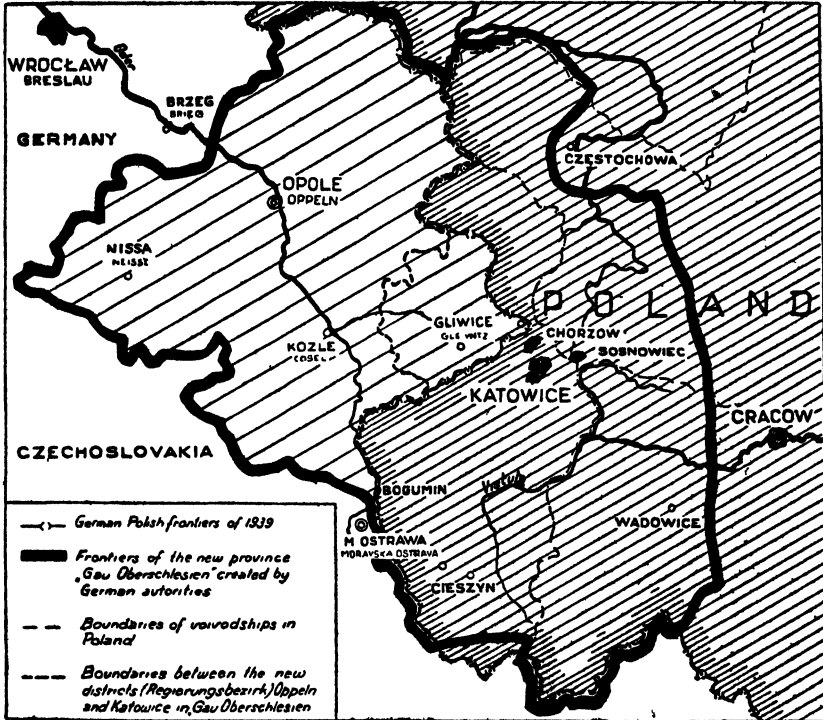 WROCŁAW
BRESLAU
Oder
BRZEG
BRIEG
GERMANY
CZĘSTOCHOWA
OPOLE
OPPELN
NISSA
NEISSE
POLAND
GLIWICE
CHORZÓW
KOZLE
COSEL
SOSNOWIEC
KATOWICE
CRACOW
CZECHOSLOVAKIA
Vistula
BOGUMIN
WADOWICE
M OSTRAWA
MORAVSKA OSTRAVA
CIESZYN
German Polish frontiers of 1939
Frontiers of the new province
„Gau Oberschlesien" created by
German autorities
Boundaries of voivodships in
Poland
Boundaries between the new
districts (Regierungsbezirk) Oppeln
and Katowice in „Gau Oberschlesien